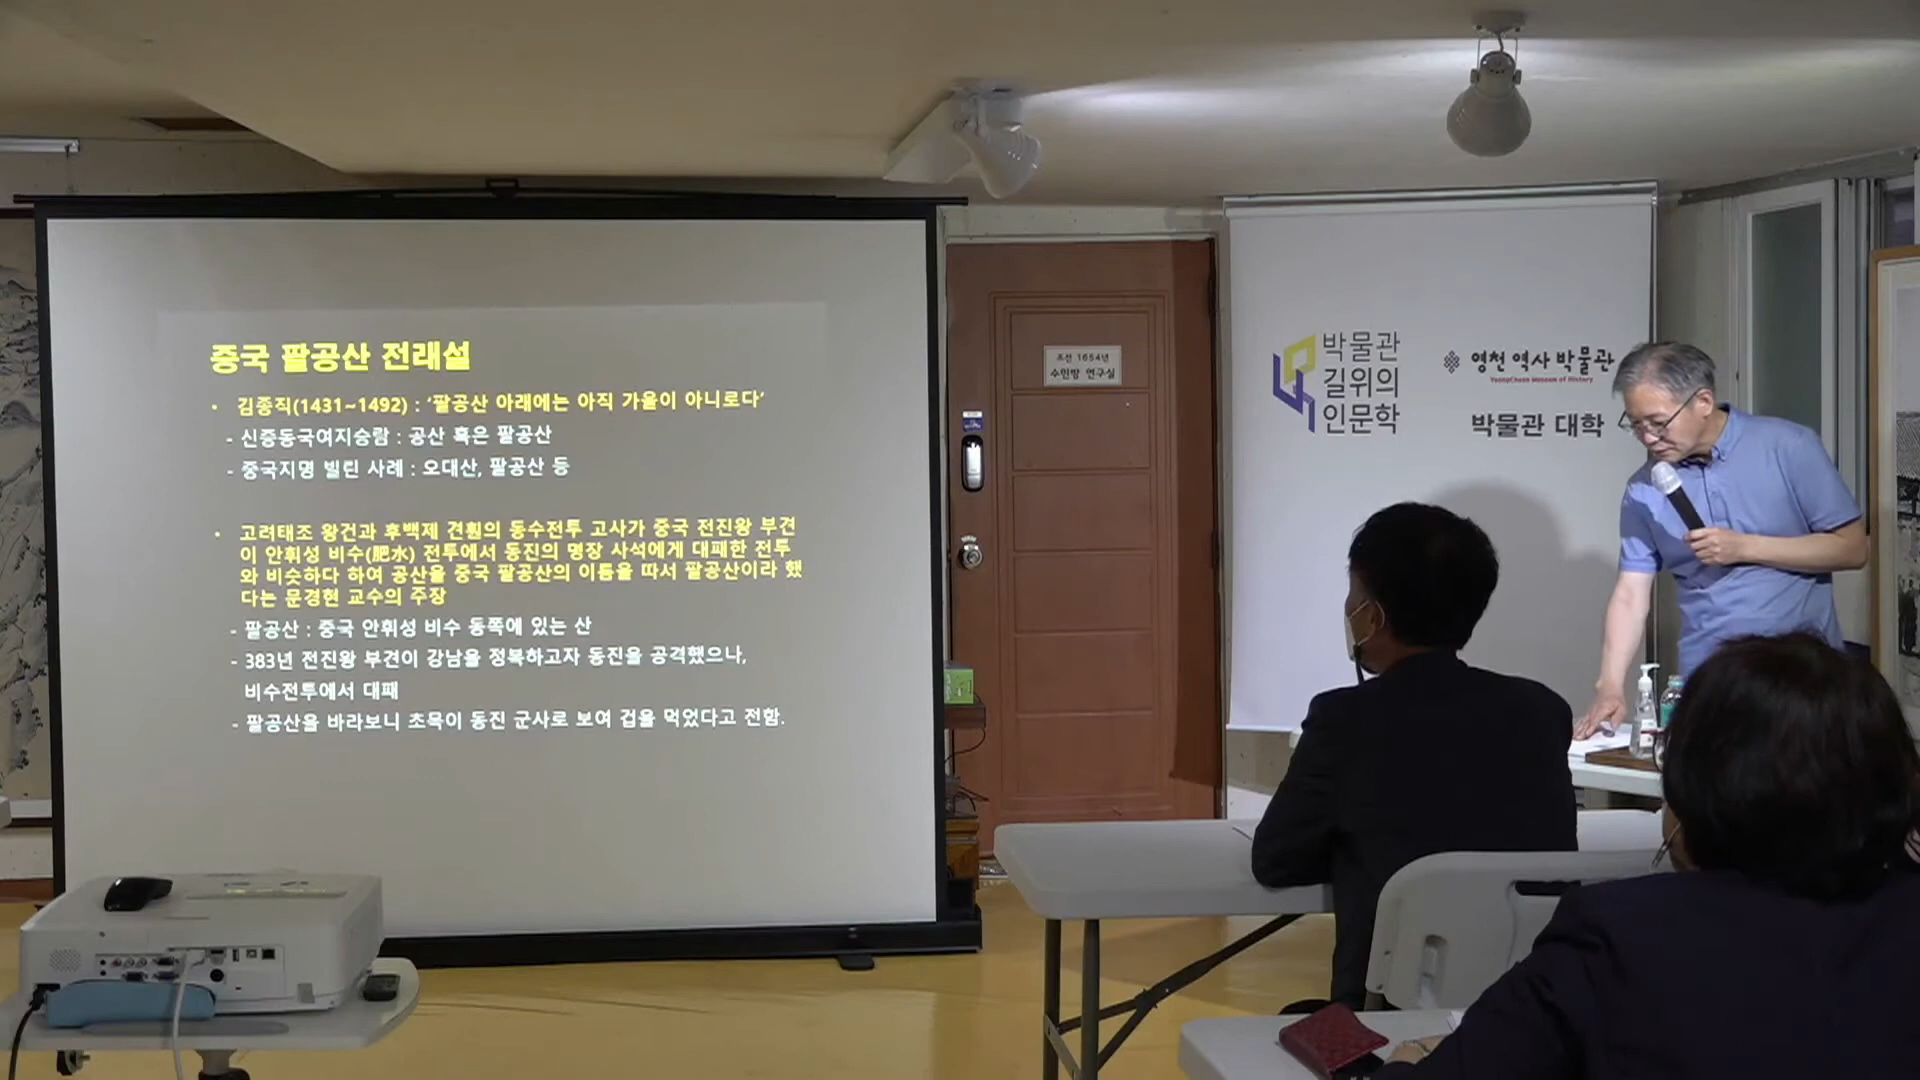 중국 팔공산 전래설
• 김종직(1431~1492) : ‘팔공산 아래에는 아직 가을이 아니로다’
- 신증동국여지승람 : 공산 혹은 팔공산
- 중국지명 빌린 사례 : 오대산, 팔공산 등
• 고려태조 왕건과 후백제 견훤의 동수전투 고사가 중국 전진왕 부견
이 안휘성 비수(肥水) 전투에서 동진의 명장 사석에게 대패한 전투
와 비슷하다 하여 공산을 중국 팔공산의 이름을 따서 팔공산이라 했
다는 문경현 교수의 주장
- 팔공산 : 중국 안휘성 비수 동쪽에 있는 산
- 383년 전진왕 부견이 강남을 정복하고자 동진을 공격했으나,
비수전투에서 대패
- 팔공산을 바라보니 초목이 동진 군사로 보여 겁을 먹었다고 전함.
조선 1654년
수민방 연구실
박물관
길위의
인문학
영천 역사 박물관
YeongCheon Museum of History
박물관 대학